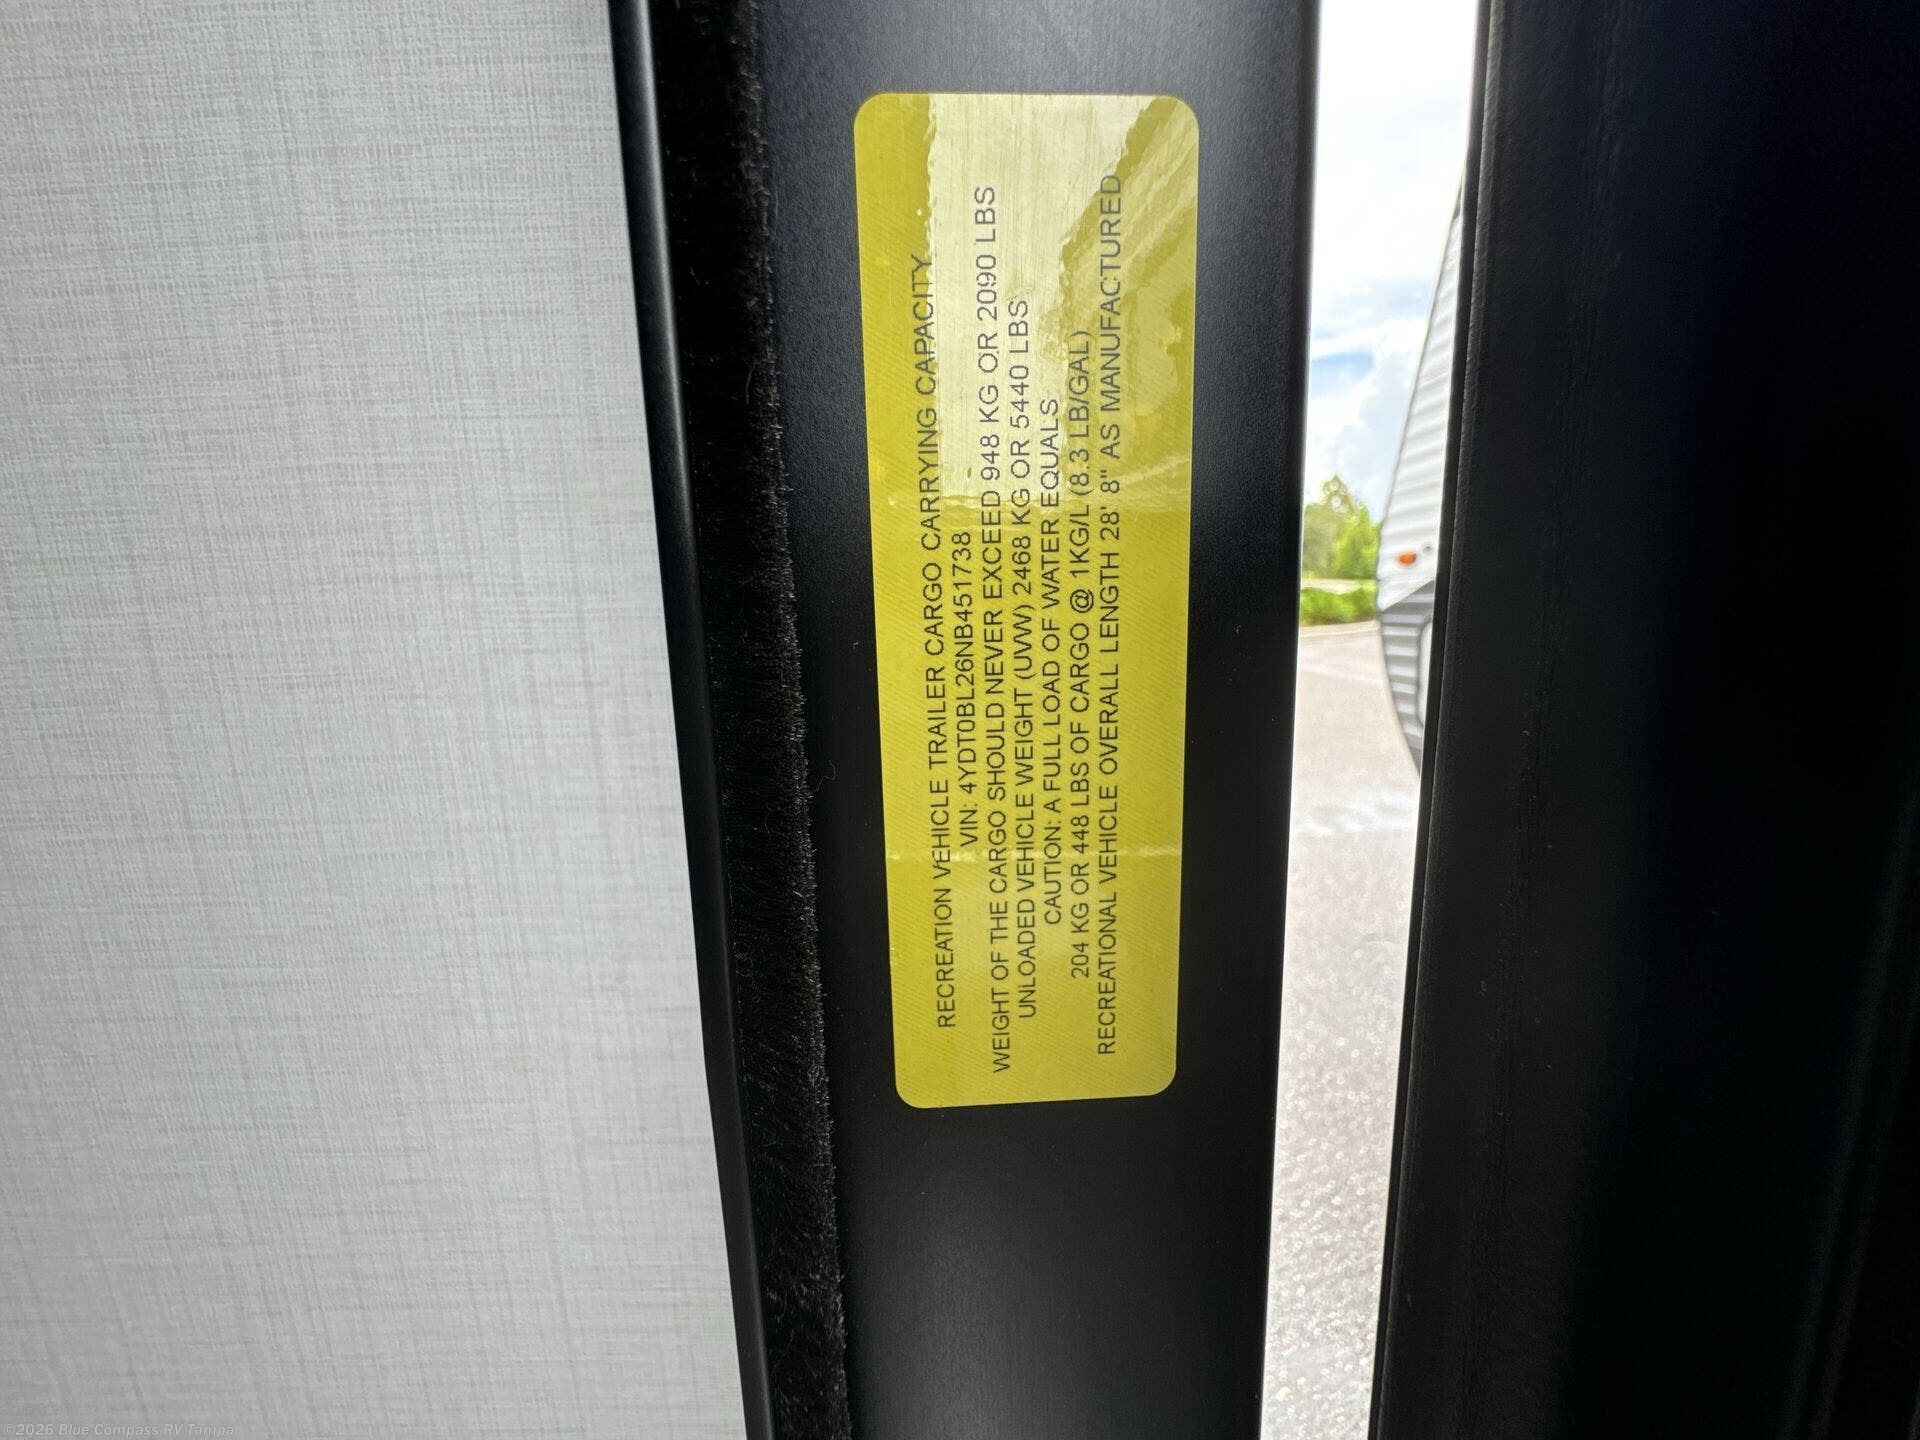 RECREATION VEHICLE TRAILER CARGO CARRYING CAPACITY
VIN: 4YDT0BL26NB451738
WEIGHT OF THE CARGO SHOULD NEVER EXCEED 948 KG OR 2090 LBS
UNLOADED VEHICLE WEIGHT (UVW) 2468 KG OR 5440 LBS
CAUTION: A FULL LOAD OF WATER EQUALS
204 KG OR 448 LBS OF CARGO @ 1KG/L (8.3 LB/GAL)
RECREATIONAL VEHICLE OVERALL LENGTH 28' 8" AS MANUFACTURED
©2026 Blue Compass RV Tampa